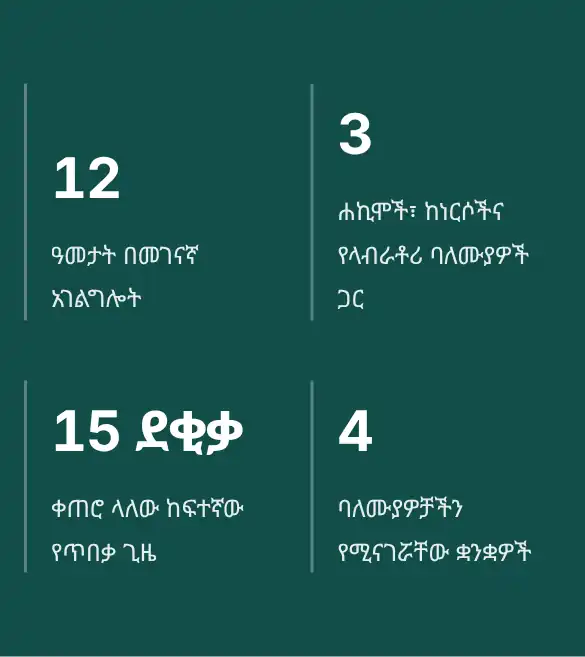 12
ዓመታት በመገናኛ
አገልግሎት
3
ሐኪሞች፣ ከነርሶችና
የላብራቶሪ ባለሙያዎች
ጋር
15 ደቂቃ
ቀጠሮ ላለው ከፍተኛው
የጥበቃ ጊዜ
4
ባለሙያዎቻችን
የሚናገሯቸው ቋንቋዎች